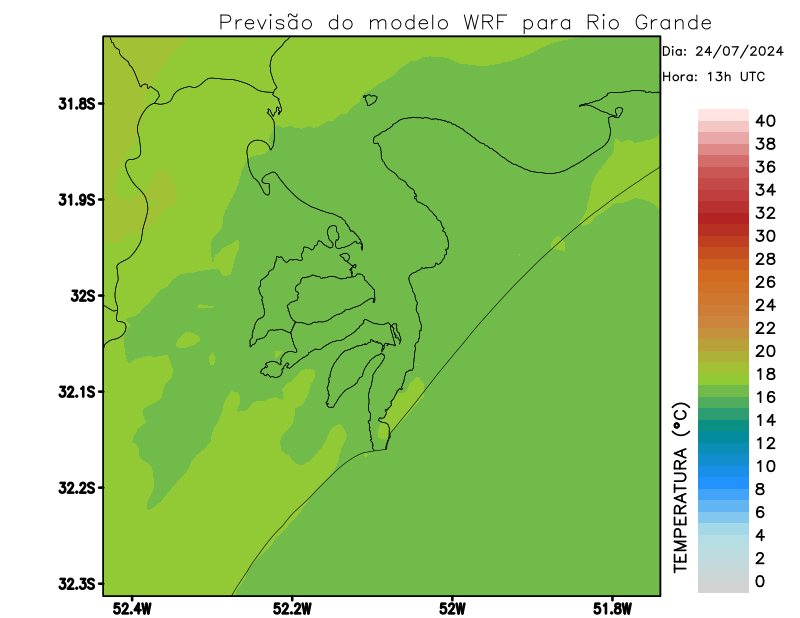 Previsão do modelo WRF para Rio Grande
Dia: 24/07/2024
Hora: 13h UTC
31.8S
31.9S
32S
32.1S
32.2S
32.3S
52.4W
52.2W
52W
51.8W
TEMPERATURA (°C)
40
38
36
34
32
30
28
26
24
22
20
18
16
14
12
10
8
6
4
2
0